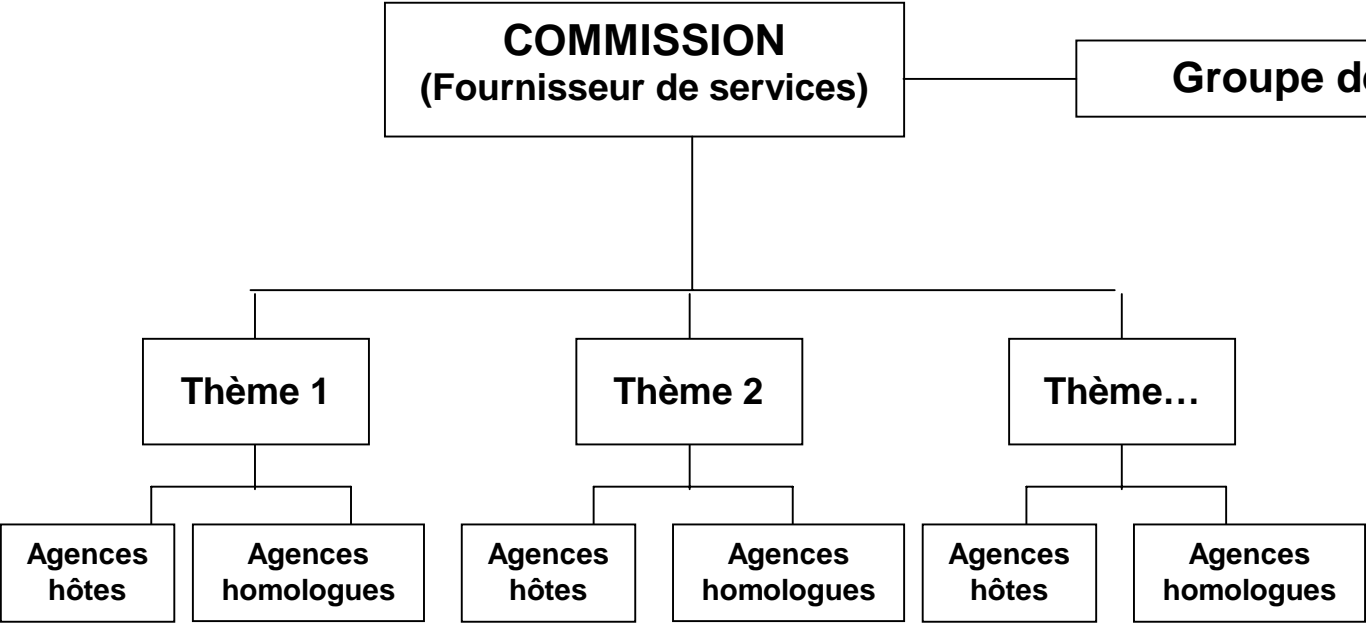 COMMISSION
(Fournisseur de services)
Groupe
Thème 1
Thème 2
Thème…
Agences
hôtes
Agences
homologues
Agences
hôtes
Agences
homologues
Agences
hôtes
Agences
homologues